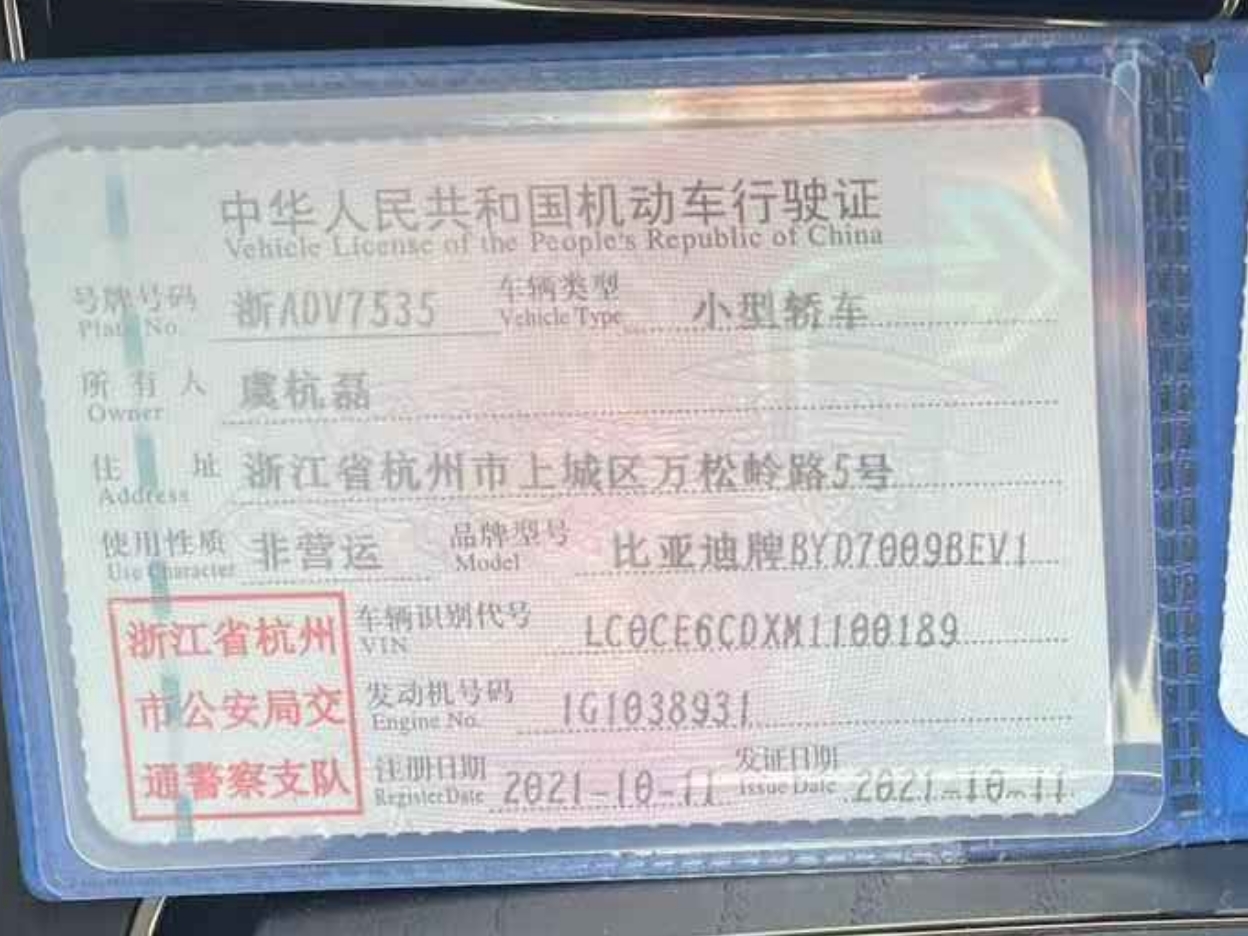 中华人民共和国机动车行驶证
Vehicle License of the People's Republic of China
号牌号码 浙ADV7535 车辆类型 小型轿车
Plate No. Vehicle Type
所有人 虞杭磊
Owner
住址 浙江省杭州市上城区万松岭路5号
Address
使用性质 非营运 品牌型号 比亚迪牌BYD7009BEV1
Use Character Model
浙江省杭州
市公安局交
通警察支队
车辆识别代号 LC0CE6CDXM1100189
VIN
发动机号码 1G1038931
Engine No.
注册日期 2021-10-11 发证日期 2021-10-11
Register Date Issue Date